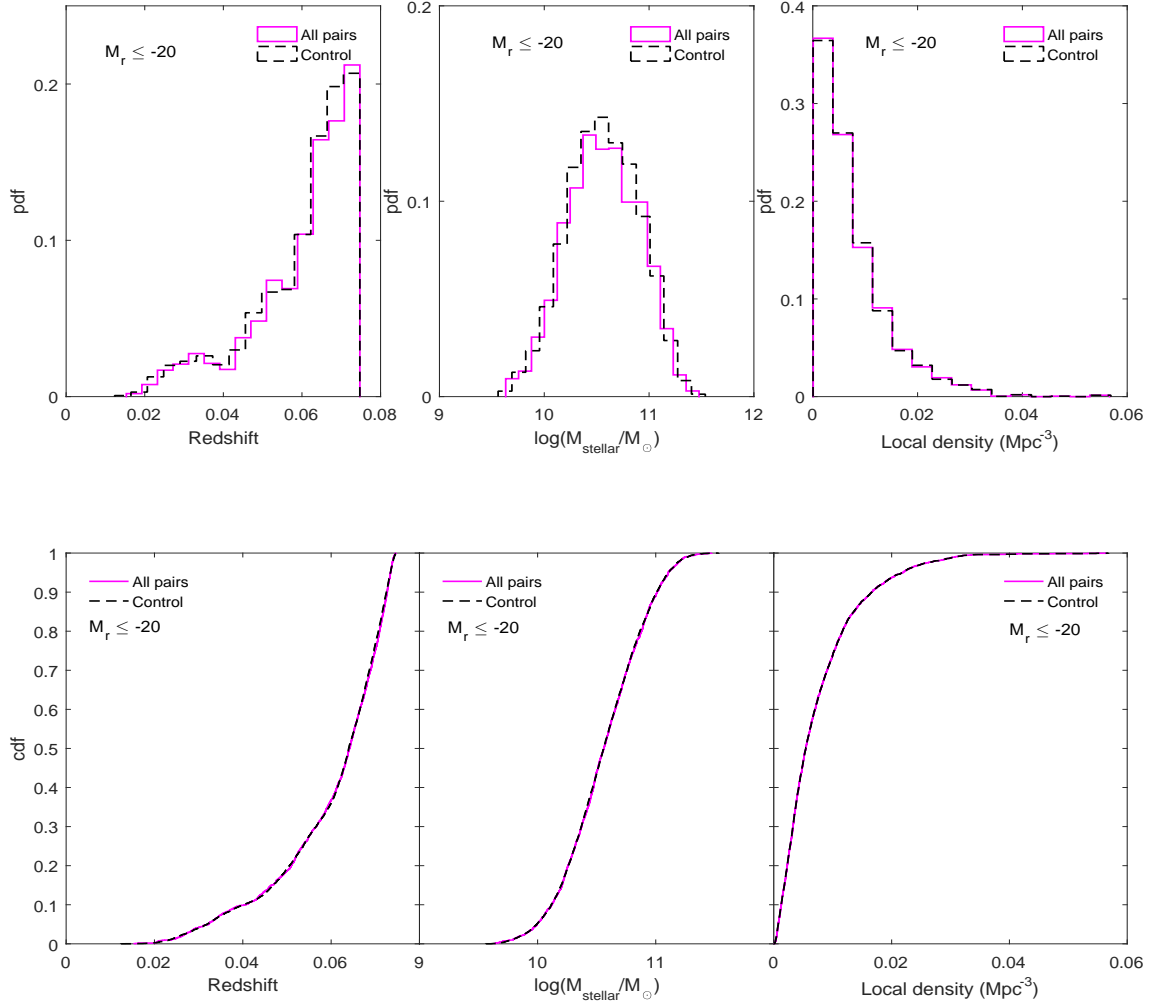 All pairs
Control
M_r ≤ -20
0.2
0.1
0
pdf
0 0.02 0.04 0.06 0.08
Redshift
All pairs
Control
M_r ≤ -20
0.2
0.1
0
pdf
9 10 11 12
log(M_stellar/M_⊙)
All pairs
Control
M_r ≤ -20
0.4
0.3
0.2
0.1
0
pdf
0 0.02 0.04 0.06
Local density (Mpc^-3)
All pairs
Control
M_r ≤ -20
1
0.9
0.8
0.7
0.6
0.5
0.4
0.3
0.2
0.1
0
cdf
0 0.02 0.04 0.06
Redshift
All pairs
Control
M_r ≤ -20
9 10 11
log(M_stellar/M_⊙)
All pairs
Control
M_r ≤ -20
0 0.02 0.04 0.06
Local density (Mpc^-3)